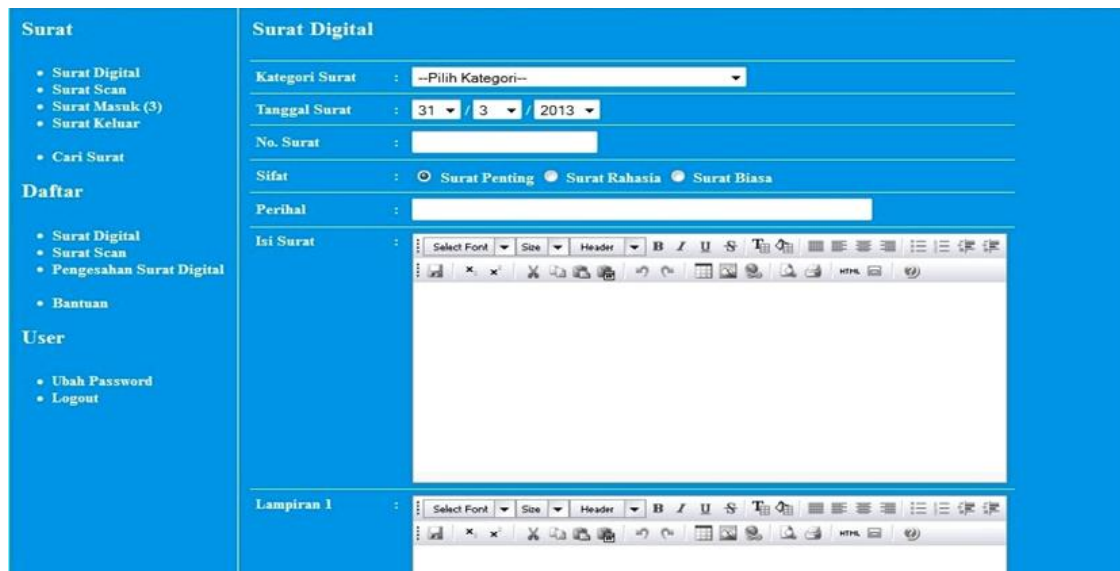 Surat
• Surat Digital
• Surat Scan
• Surat Masuk (3)
• Surat Keluar
• Cari Surat
Daftar
• Surat Digital
• Surat Scan
• Pengesahan Surat Digital
• Bantuan
User
• Ubah Password
• Logout
Surat Digital
Kategori Surat : --Pilih Kategori--
Tanggal Surat : 31 / 3 / 2013
No. Surat :
Sifat : Surat Penting Surat Rahasia Surat Biasa
Perihal :
Isi Surat :
Select Font Size Header B I U S
HTML
Lampiran 1 :
Select Font Size Header B I U S
HTML